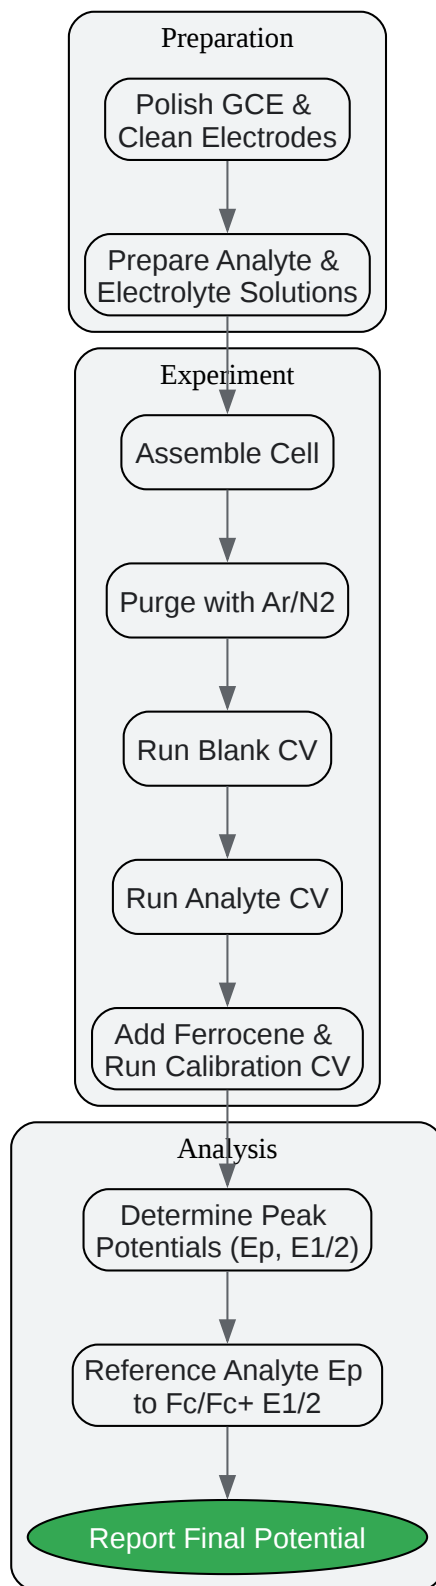 Preparation
Polish GCE &
Clean Electrodes
Prepare Analyte &
Electrolyte Solutions
Experiment
Assemble Cell
Purge with Ar/N2
Run Blank CV
Run Analyte CV
Add Ferrocene &
Run Calibration CV
Analysis
Determine Peak
Potentials (Ep, E1/2)
Reference Analyte Ep
to Fc/Fc+ E1/2
Report Final Potential